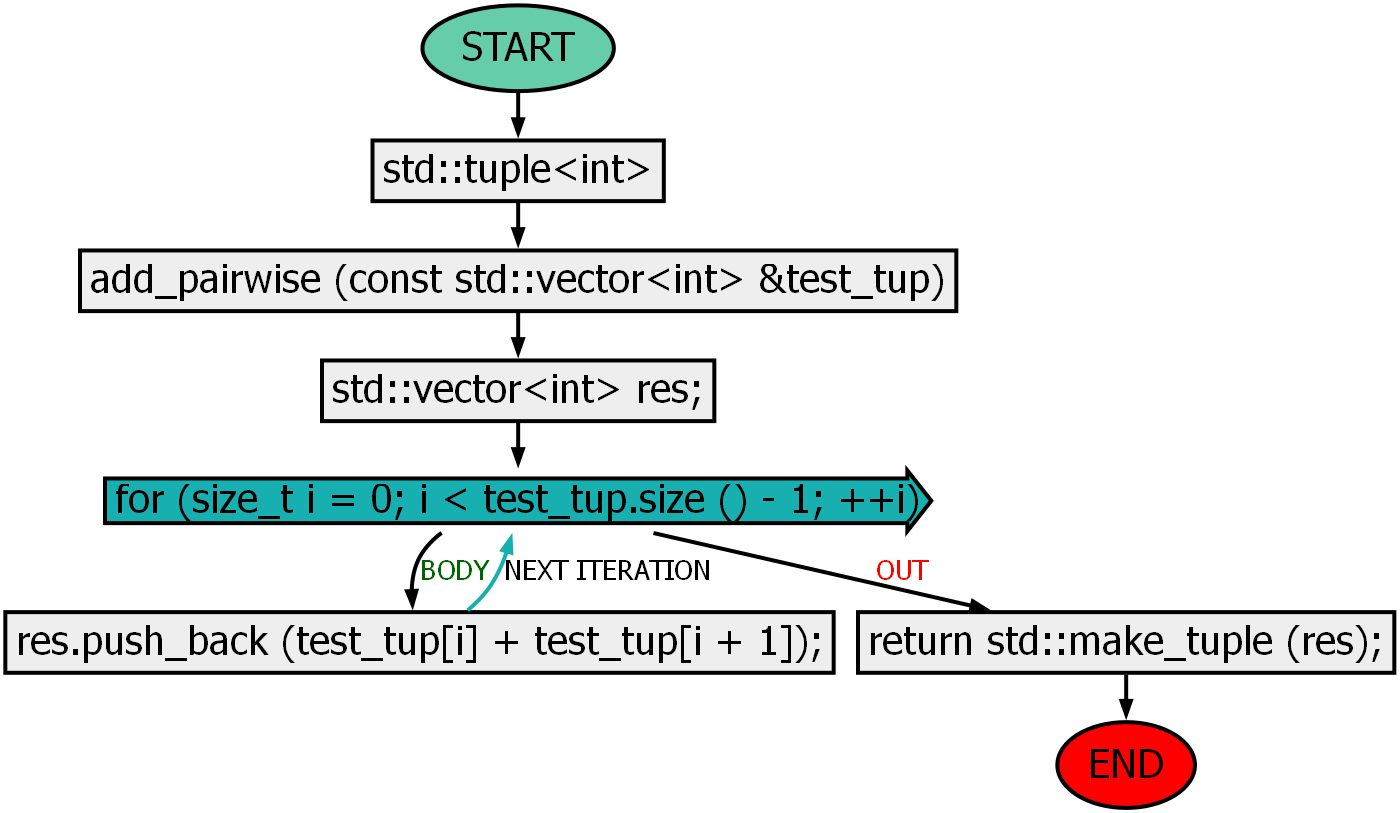 START
std::tuple<int>
add_pairwise (const std::vector<int> &test_tup)
std::vector<int> res;
for (size_t i = 0; i < test_tup.size () - 1; ++i)
BODY
NEXT ITERATION
OUT
res.push_back (test_tup[i] + test_tup[i + 1]);
return std::make_tuple (res);
END